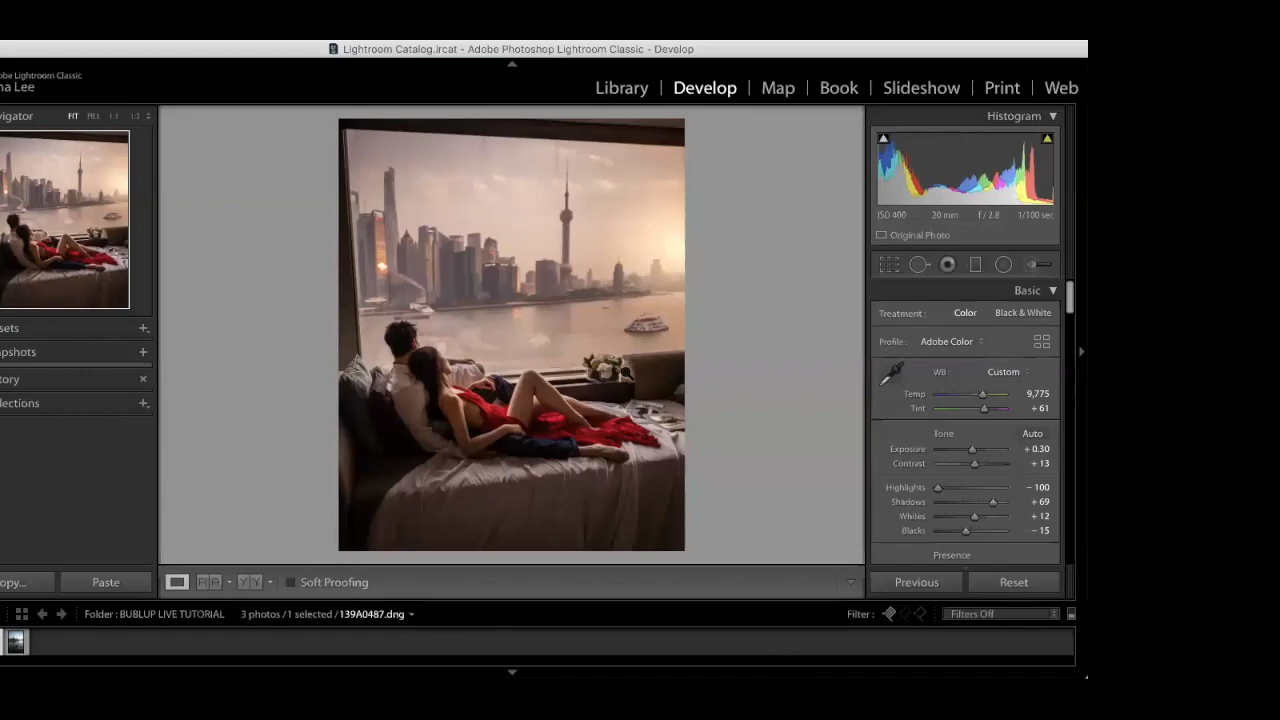 Lightroom Catalog.lrcat - Adobe Photoshop Lightroom Classic - Develop
obe Lightroom Classic
na Lee
Library | Develop | Map | Book | Slideshow | Print | Web
vigator FIT FILL 1:1
Histogram
ISO 400 20 mm f / 2.8 1/100 sec
Original Photo
Basic
Treatment : Color Black & White
Profile : Adobe Color
WB: Custom
Temp 9,775
Tint + 61
Tone Auto
Exposure + 0.30
Contrast + 13
Highlights − 100
Shadows + 69
Whites + 12
Blacks − 15
Presence
sets
apshots
tory
llections
opy... Paste
Soft Proofing
Previous Reset
Folder : BUBLUP LIVE TUTORIAL 3 photos / 1 selected / 139A0487.dng
Filter : Filters Off